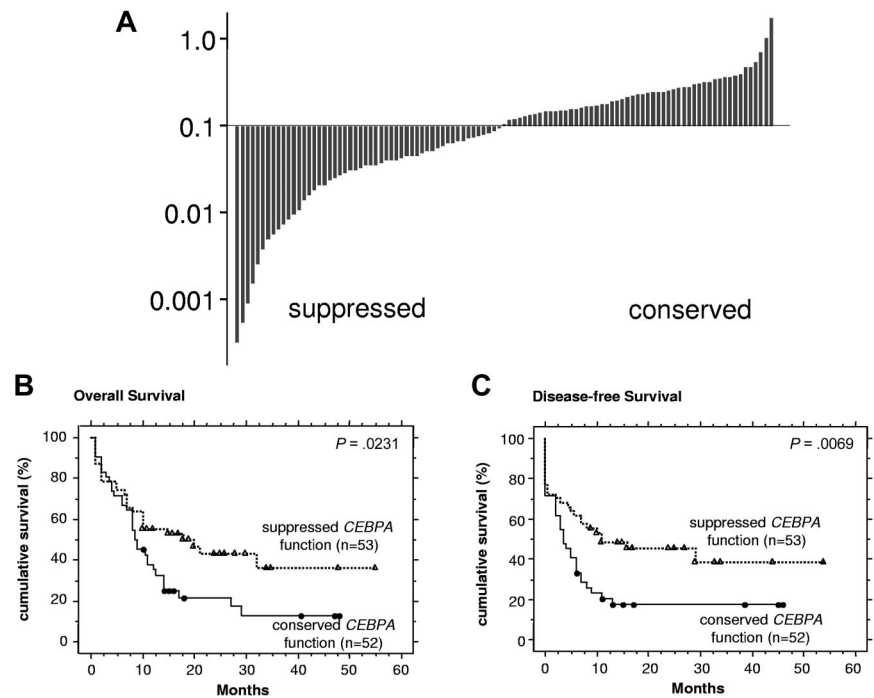 A
1.0
0.1
0.01
0.001
suppressed
conserved
B
Overall Survival
cumulative survival (%)
100
80
60
40
20
0
P = .0231
suppressed CEBPA
function (n=53)
conserved CEBPA
function (n=52)
0 10 20 30 40 50 60
Months
C
Disease-free Survival
cumulative survival (%)
100
80
60
40
20
0
P = .0069
suppressed CEBPA
function (n=53)
conserved CEBPA
function (n=52)
0 10 20 30 40 50 60
Months